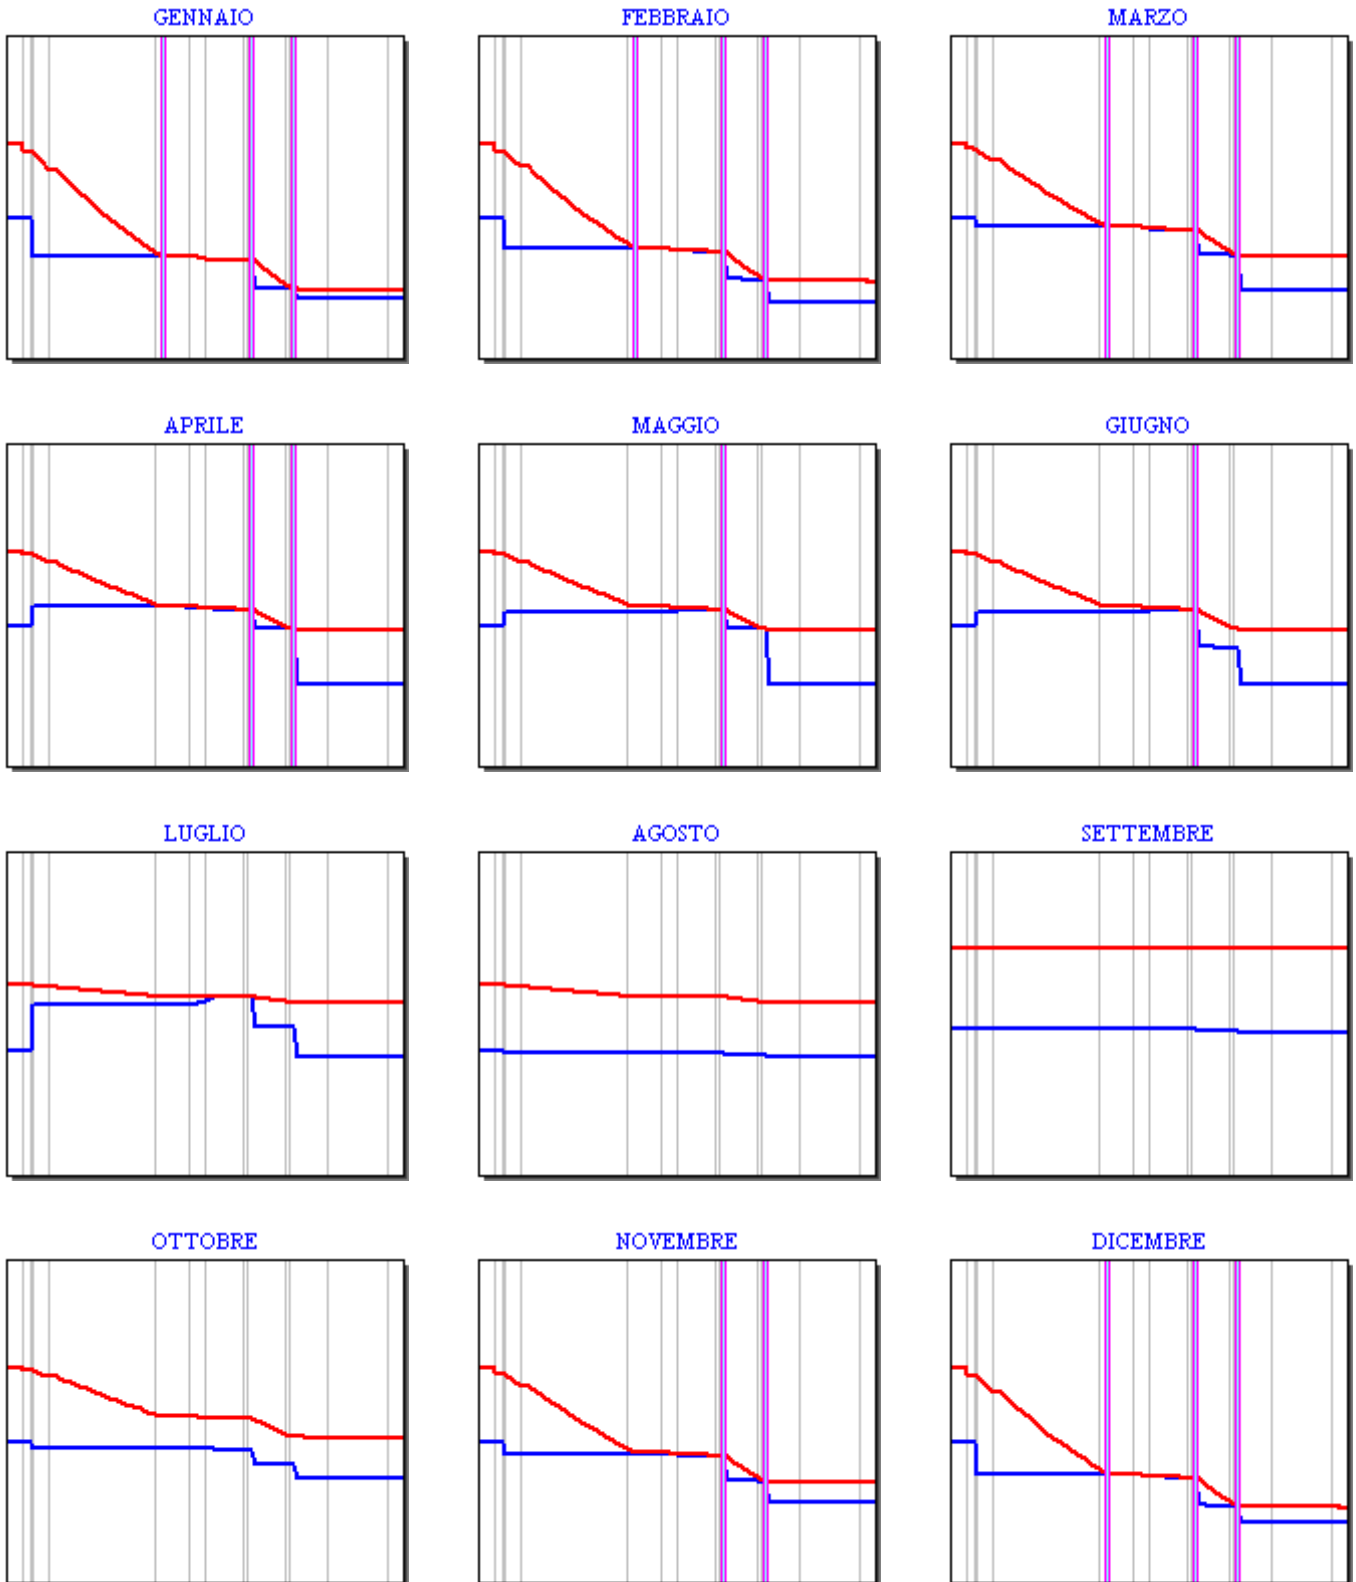 GENNAIO
FEBBRAIO
MARZO
APRILE
MAGGIO
GIUGNO
LUGLIO
AGOSTO
SETTEMBRE
OTTOBRE
NOVEMBRE
DICEMBRE